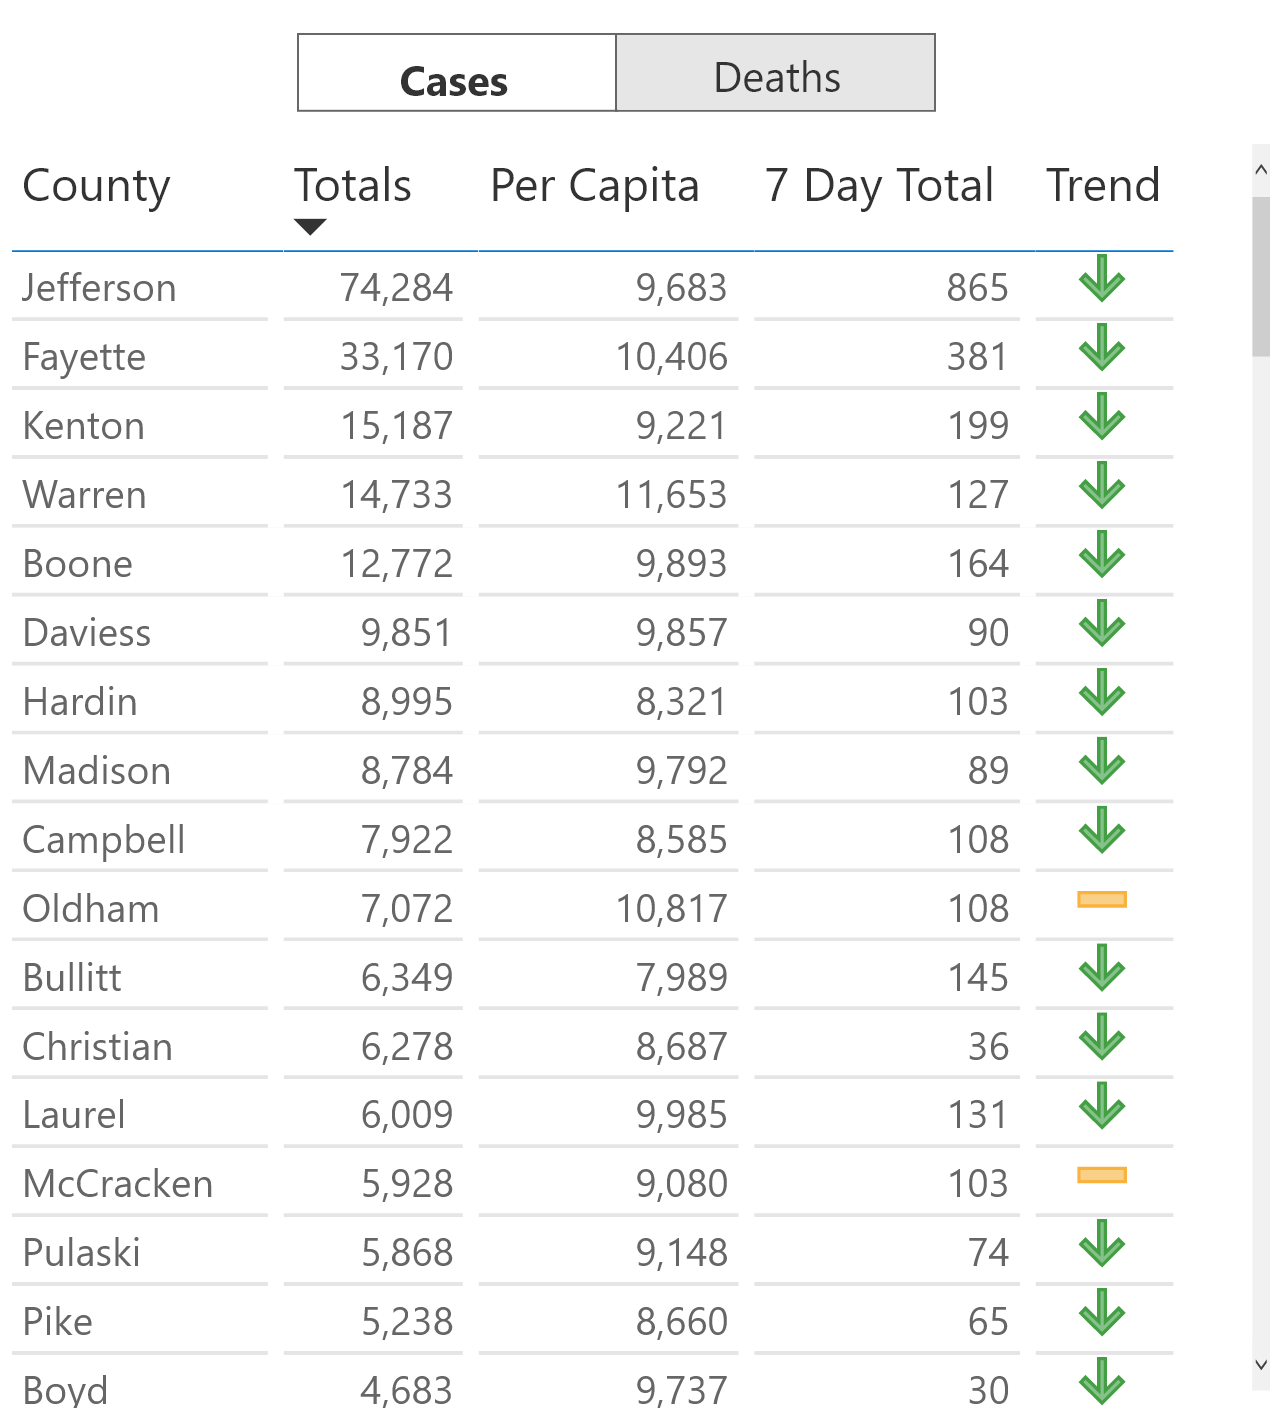 Cases Deaths
County Totals Per Capita 7 Day Total Trend
Jefferson 74,284 9,683 865
Fayette 33,170 10,406 381
Kenton 15,187 9,221 199
Warren 14,733 11,653 127
Boone 12,772 9,893 164
Daviess 9,851 9,857 90
Hardin 8,995 8,321 103
Madison 8,784 9,792 89
Campbell 7,922 8,585 108
Oldham 7,072 10,817 108
Bullitt 6,349 7,989 145
Christian 6,278 8,687 36
Laurel 6,009 9,985 131
McCracken 5,928 9,080 103
Pulaski 5,868 9,148 74
Pike 5,238 8,660 65
Boyd 4,683 9,737 30